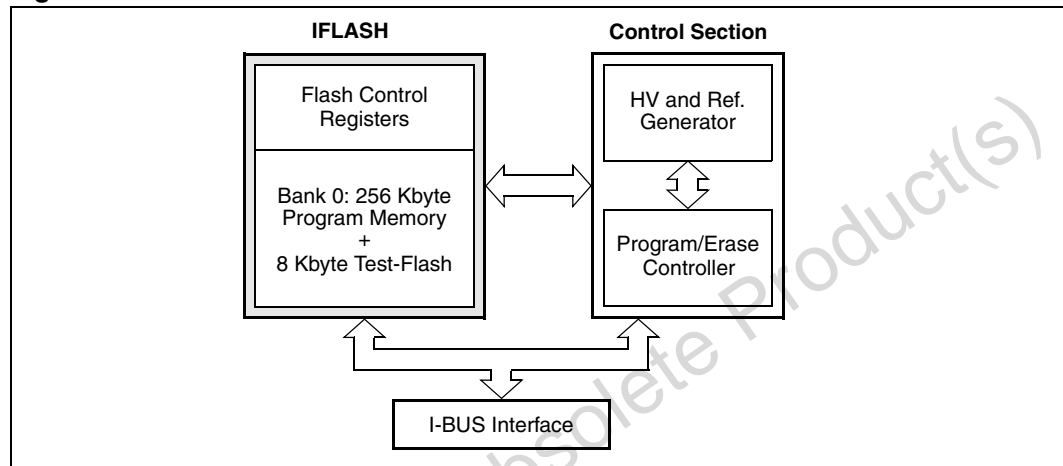 IFLASH
Control Section
Flash Control
Registers
HV and Ref.
Generator
Bank 0: 256 Kbyte
Program Memory
+
8 Kbyte Test-Flash
Program/Erase
Controller
I-BUS Interface
Product(s)